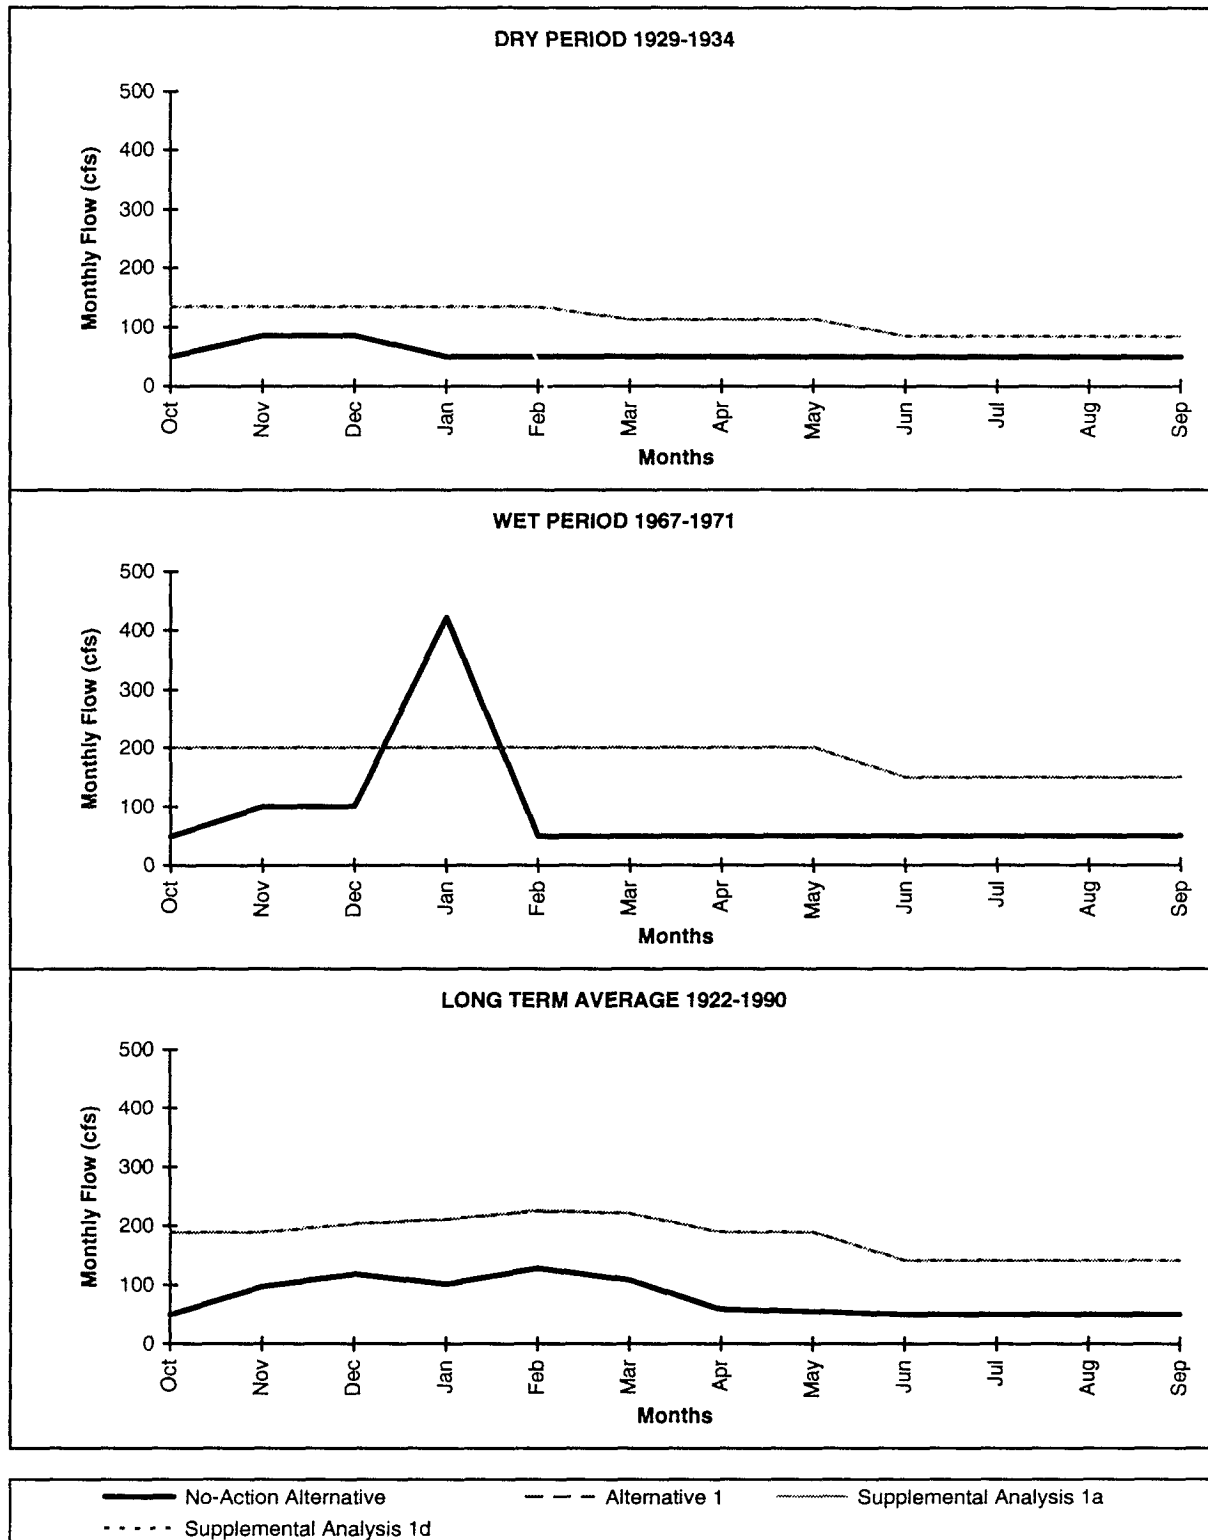 DRY PERIOD 1929-1934
Monthly Flow (cfs)
500
400
300
200
100
0
Oct Nov Dec Jan Feb Mar Apr May Jun Jul Aug Sep
Months
WET PERIOD 1967-1971
Monthly Flow (cfs)
500
400
300
200
100
0
Oct Nov Dec Jan Feb Mar Apr May Jun Jul Aug Sep
Months
LONG TERM AVERAGE 1922-1990
Monthly Flow (cfs)
500
400
300
200
100
0
Oct Nov Dec Jan Feb Mar Apr May Jun Jul Aug Sep
Months
No-Action Alternative Alternative 1 Supplemental Analysis 1a
Supplemental Analysis 1d